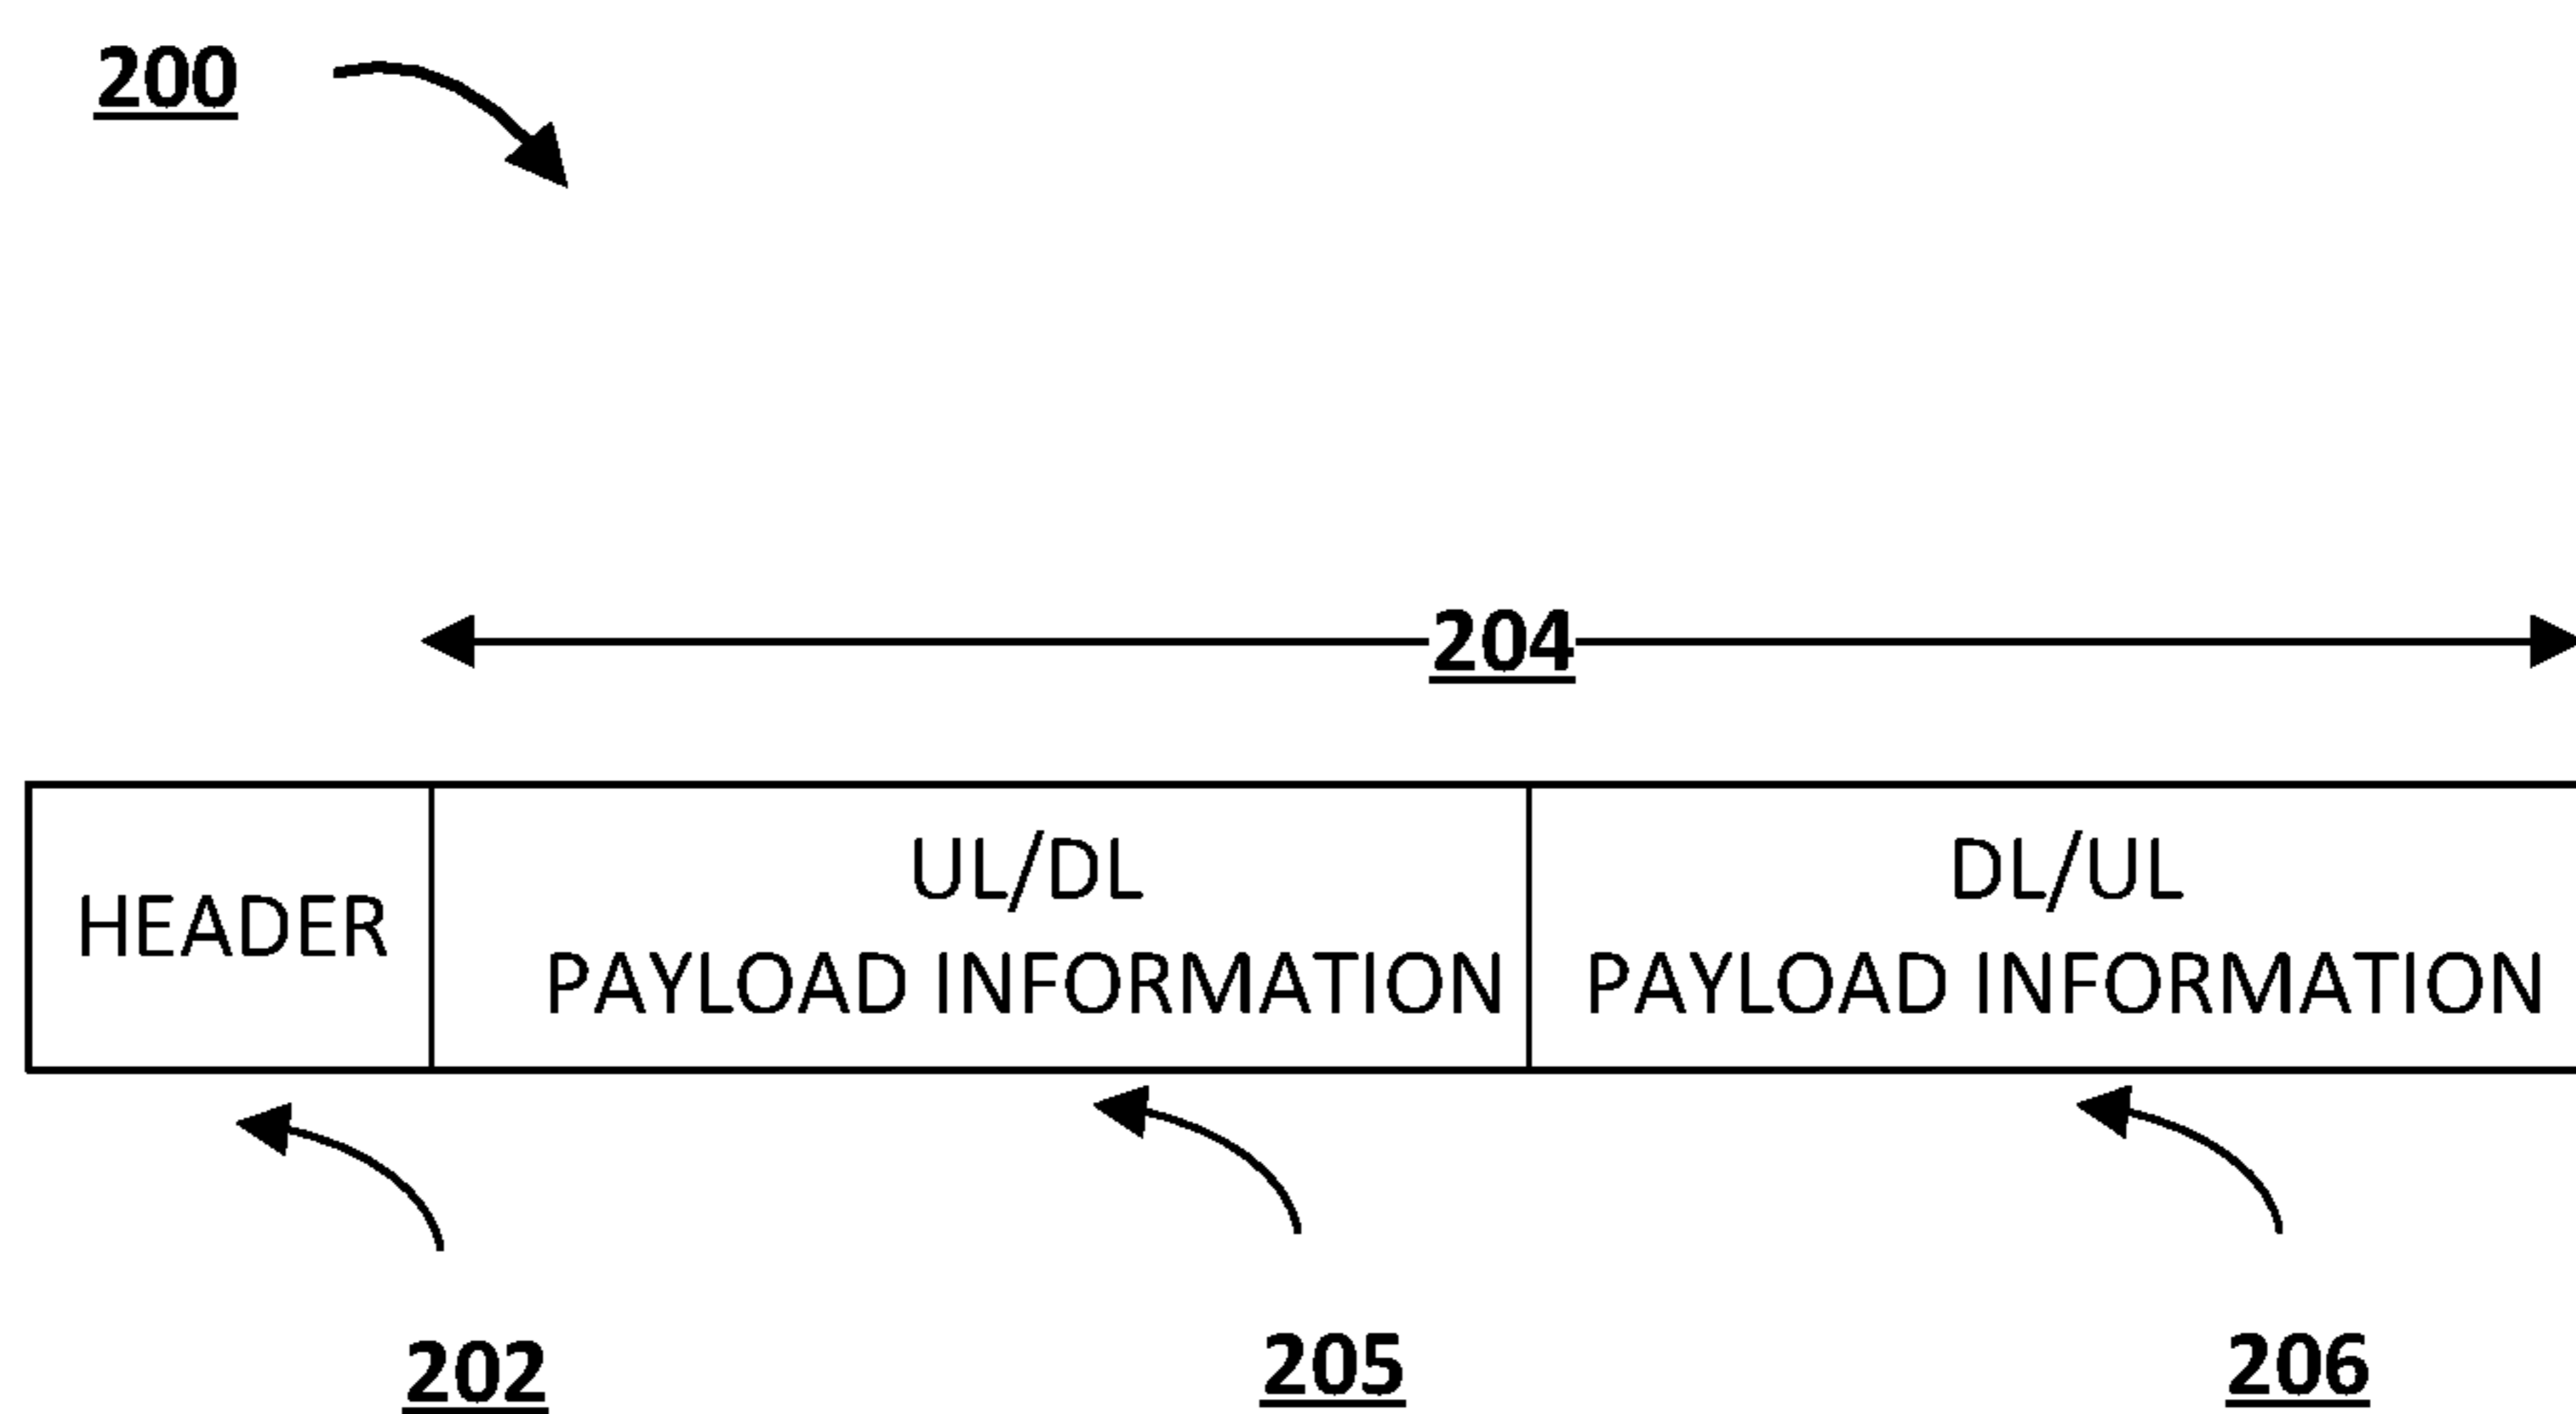 200
204
HEADER
UL/DL
PAYLOAD INFORMATION
DL/UL
PAYLOAD INFORMATION
202
205
206